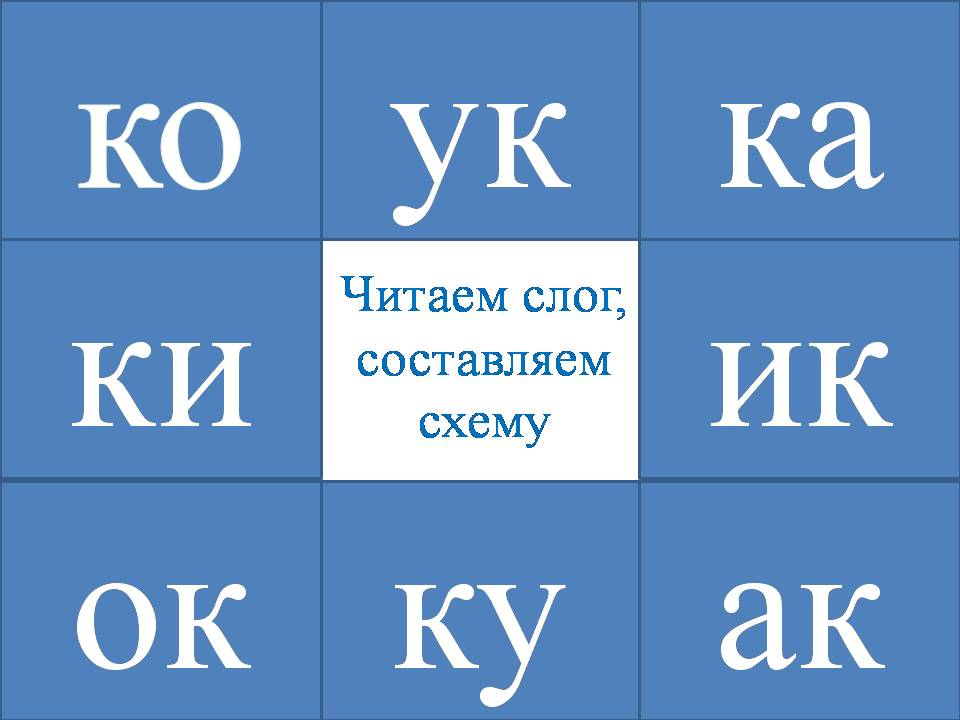 ко ук ка
ки
Читаем слог,
составляем
схему
ик
ок ку ак